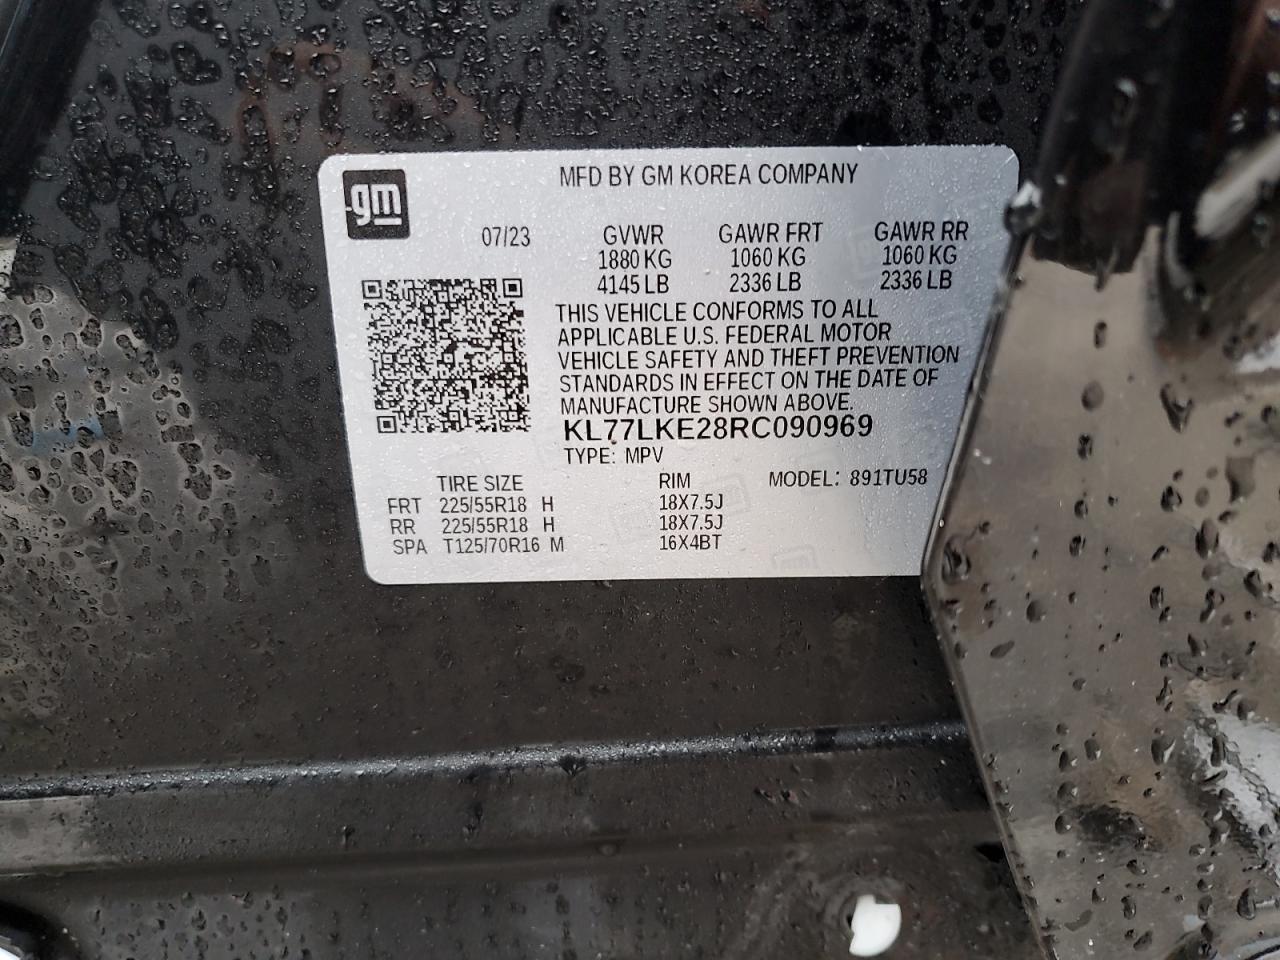 gm
MFD BY GM KOREA COMPANY
07/23
GVWR GAWR FRT GAWR RR
1880 KG 1060 KG 1060 KG
4145 LB 2336 LB 2336 LB
THIS VEHICLE CONFORMS TO ALL
APPLICABLE U.S. FEDERAL MOTOR
VEHICLE SAFETY AND THEFT PREVENTION
STANDARDS IN EFFECT ON THE DATE OF
MANUFACTURE SHOWN ABOVE.
KL77LKE28RC090969
TYPE: MPV
TIRE SIZE RIM MODEL: 891TU58
FRT 225/55R18 H 18X7.5J
RR 225/55R18 H 18X7.5J
SPA T125/70R16 M 16X4BT